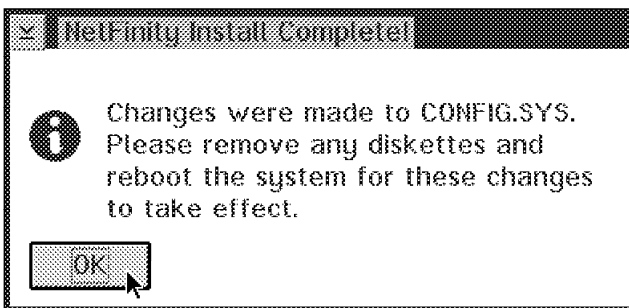 NetFinity Install Complete!
Changes were made to CONFIG.SYS.
Please remove any diskettes and
reboot the system for these changes
to take effect.
OK